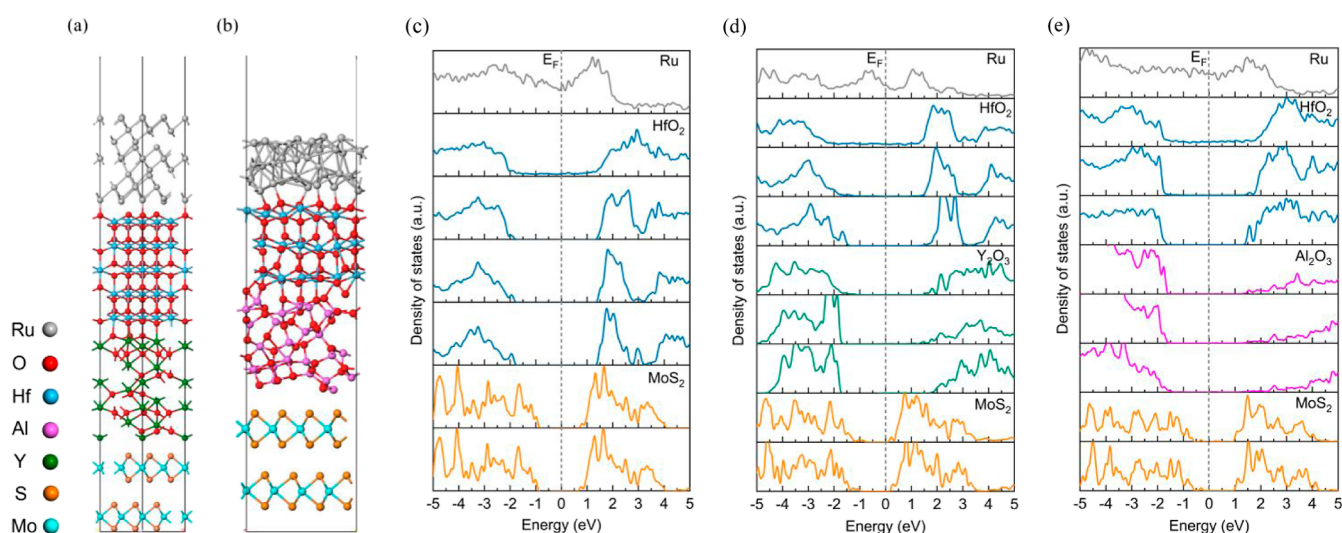 (a)
(b)
(c)
(d)
(e)
Ru
O
Hf
Al
Y
S
Mo
Density of states (a.u.)
E_F
Ru
HfO₂
MoS₂
-5 -4 -3 -2 -1 0 1 2 3 4 5
Energy (eV)
Density of states (a.u.)
E_F
Ru
HfO₂
Y₂O₃
MoS₂
-5 -4 -3 -2 -1 0 1 2 3 4 5
Energy (eV)
Density of states (a.u.)
E_F
Ru
HfO₂
Al₂O₃
MoS₂
-5 -4 -3 -2 -1 0 1 2 3 4 5
Energy (eV)